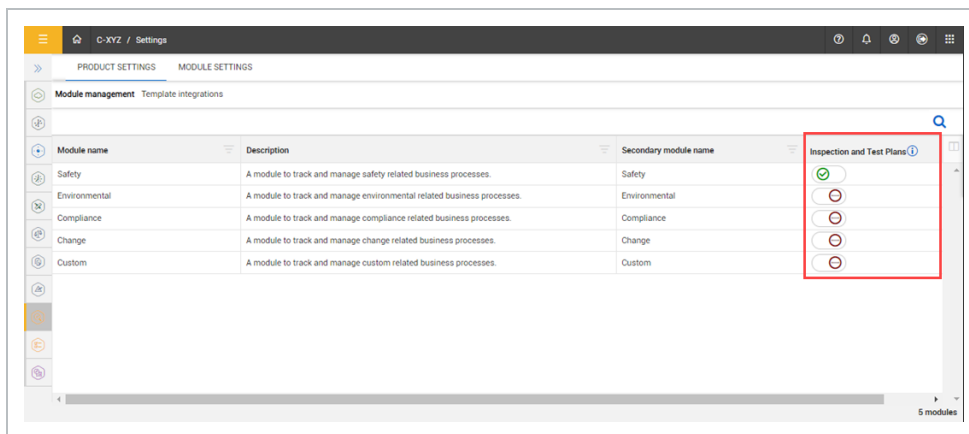 C-XYZ / Settings
PRODUCT SETTINGS MODULE SETTINGS
Module management Template integrations
Module name Description Secondary module name Inspection and Test Plans
Safety A module to track and manage safety related business processes. Safety
Environmental A module to track and manage environmental related business processes. Environmental
Compliance A module to track and manage compliance related business processes. Compliance
Change A module to track and manage change related business processes. Change
Custom A module to track and manage custom related business processes. Custom
5 modules